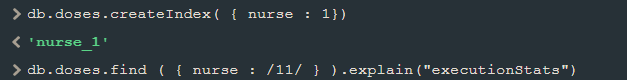 > db.doses.createIndex( { nurse : 1})
< 'nurse_1'
> db.doses.find ( { nurse : /11/ } ).explain("executionStats")